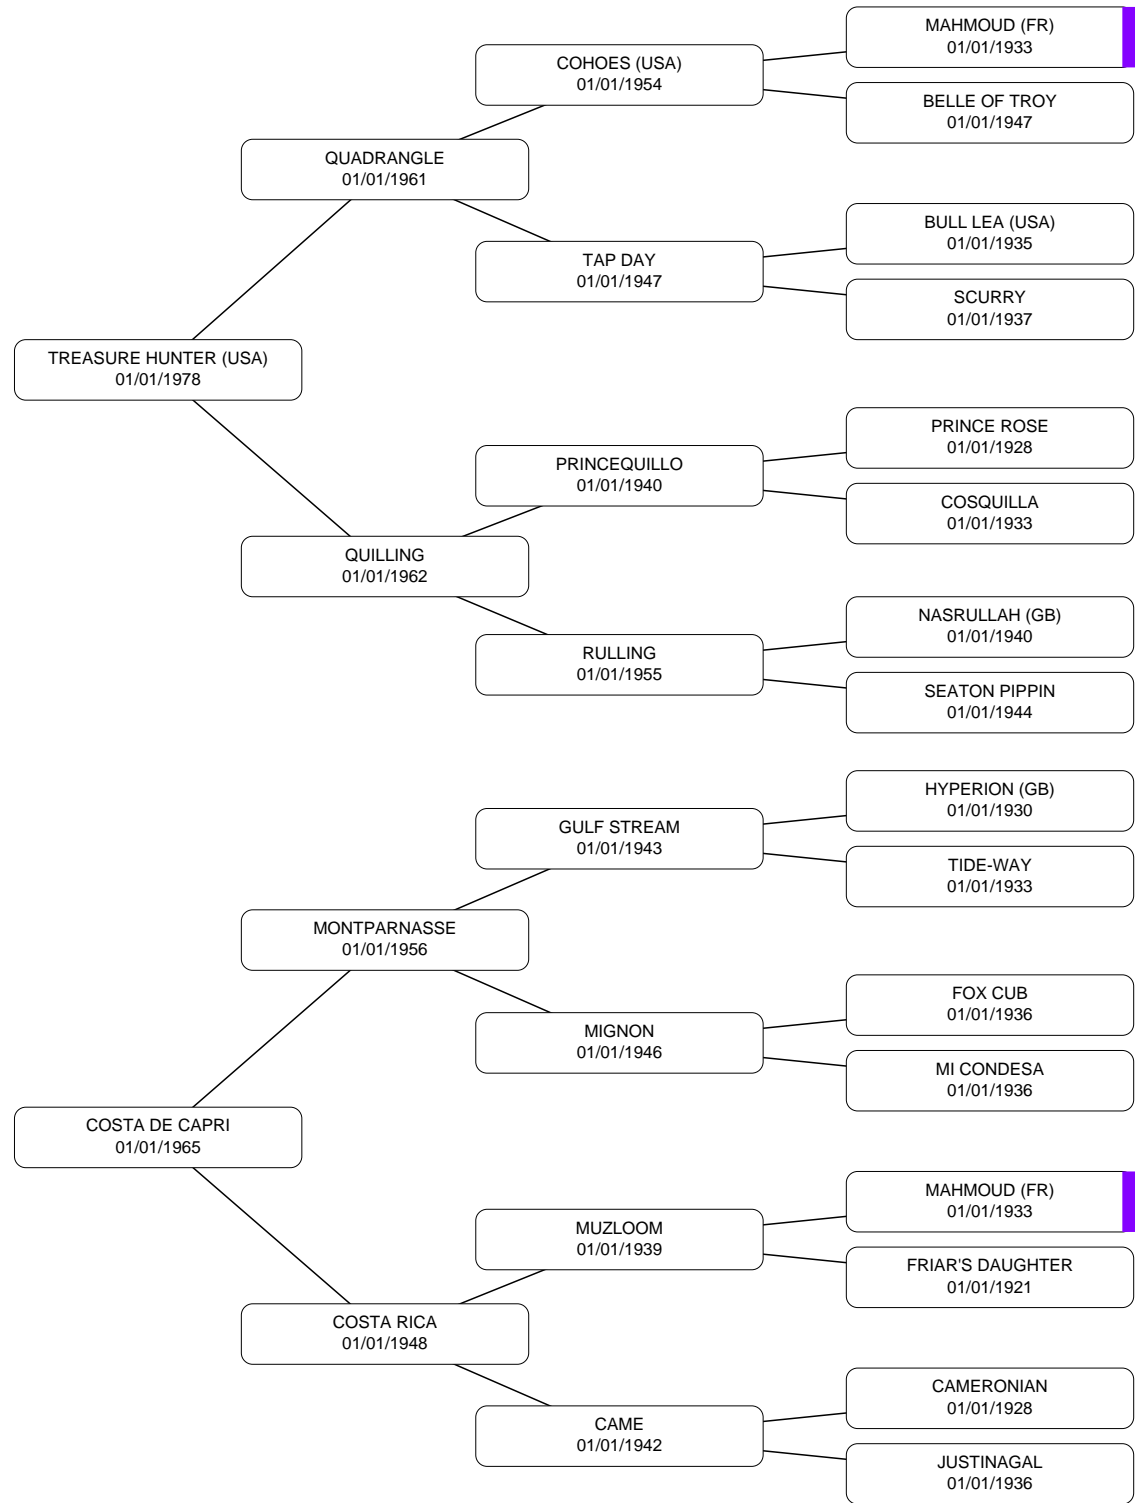 MAHMOUD (FR)
01/01/1933
COHOES (USA)
01/01/1954
BELLE OF TROY
01/01/1947
QUADRANGLE
01/01/1961
BULL LEA (USA)
01/01/1935
TAP DAY
01/01/1947
SCURRY
01/01/1937
TREASURE HUNTER (USA)
01/01/1978
PRINCE ROSE
01/01/1928
PRINCEQUILLO
01/01/1940
COSQUILLA
01/01/1933
QUILLING
01/01/1962
NASRULLAH (GB)
01/01/1940
RULLING
01/01/1955
SEATON PIPPIN
01/01/1944
HYPERION (GB)
01/01/1930
GULF STREAM
01/01/1943
TIDE-WAY
01/01/1933
MONTPARNASSE
01/01/1956
FOX CUB
01/01/1936
MIGNON
01/01/1946
MI CONDESA
01/01/1936
COSTA DE CAPRI
01/01/1965
MAHMOUD (FR)
01/01/1933
MUZLOOM
01/01/1939
FRIAR'S DAUGHTER
01/01/1921
COSTA RICA
01/01/1948
CAMERONIAN
01/01/1928
CAME
01/01/1942
JUSTINAGAL
01/01/1936